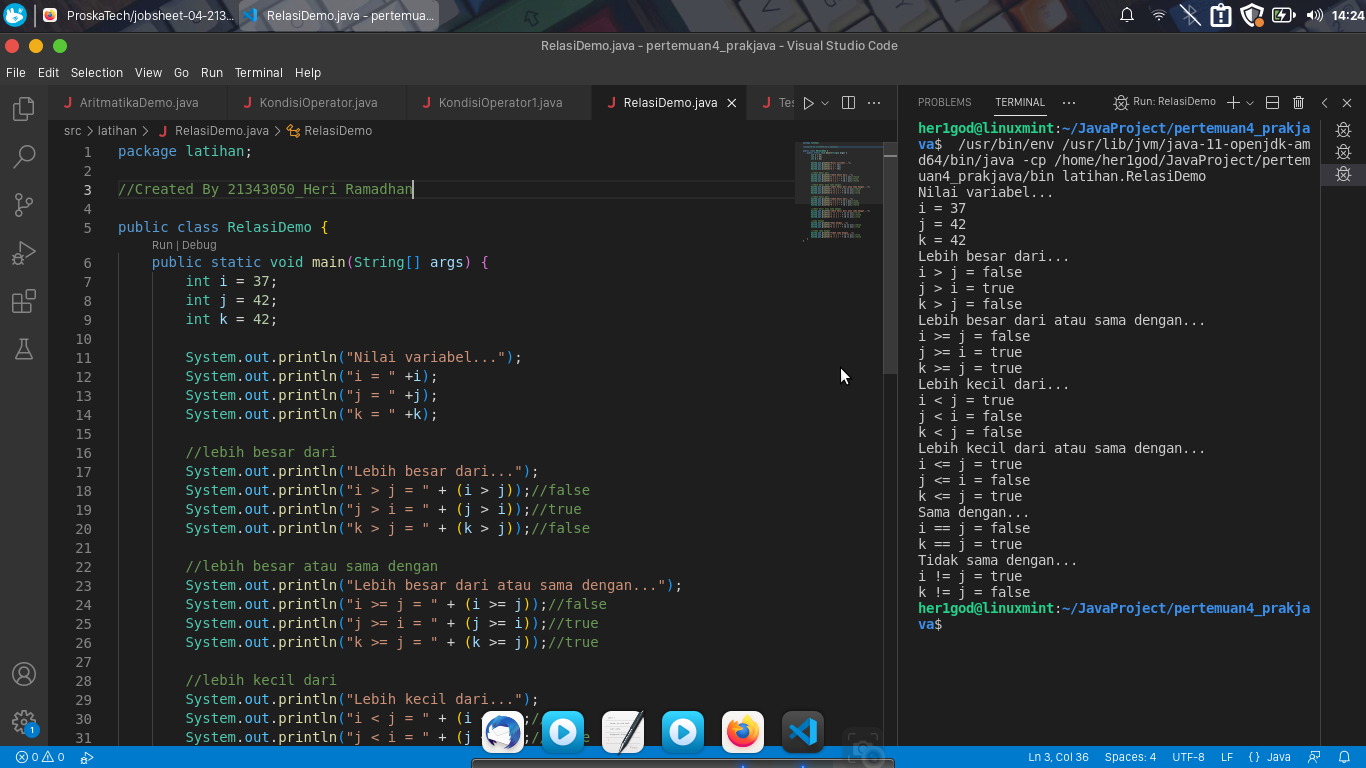 ProskaTech/jobsheet-04-213...
RelasiDemo.java - pertemua...
14:24
RelasiDemo.java - pertemuan4_prakjava - Visual Studio Code
File Edit Selection View Go Run Terminal Help
AritmatikaDemo.java
KondisiOperator.java
KondisiOperator1.java
RelasiDemo.java
src > latihan > RelasiDemo.java > RelasiDemo
1 package latihan;
2
3 //Created By 21343050_Heri Ramadhan
4
5 public class RelasiDemo {
Run | Debug
6 public static void main(String[] args) {
7 int i = 37;
8 int j = 42;
9 int k = 42;
10
11 System.out.println("Nilai variabel...");
12 System.out.println("i = " +i);
13 System.out.println("j = " +j);
14 System.out.println("k = " +k);
15
16 //lebih besar dari
17 System.out.println("Lebih besar dari...");
18 System.out.println("i > j = " + (i > j));//false
19 System.out.println("j > i = " + (j > i));//true
20 System.out.println("k > j = " + (k > j));//false
21
22 //lebih besar atau sama dengan
23 System.out.println("Lebih besar dari atau sama dengan...");
24 System.out.println("i >= j = " + (i >= j));//false
25 System.out.println("j >= i = " + (j >= i));//true
26 System.out.println("k >= j = " + (k >= j));//true
27
28 //lebih kecil dari
29 System.out.println("Lebih kecil dari...");
30 System.out.println("i < j = " + (i
31 System.out.println("j < i = " + (j
PROBLEMS TERMINAL ... Run: RelasiDemo
her1god@linuxmint:~/JavaProject/pertemuan4_prakja
va$ /usr/bin/env /usr/lib/jvm/java-11-openjdk-am
d64/bin/java -cp /home/her1god/JavaProject/pertem
uan4_prakjava/bin latihan.RelasiDemo
Nilai variabel...
i = 37
j = 42
k = 42
Lebih besar dari...
i > j = false
j > i = true
k > j = false
Lebih besar dari atau sama dengan...
i >= j = false
j >= i = true
k >= j = true
Lebih kecil dari...
i < j = true
j < i = false
k < j = false
Lebih kecil dari atau sama dengan...
i <= j = true
j <= i = false
k <= j = true
Sama dengan...
i == j = false
k == j = true
Tidak sama dengan...
i != j = true
k != j = false
her1god@linuxmint:~/JavaProject/pertemuan4_prakja
va$
1
0 0
Ln 3, Col 36 Spaces: 4 UTF-8 LF { } Java